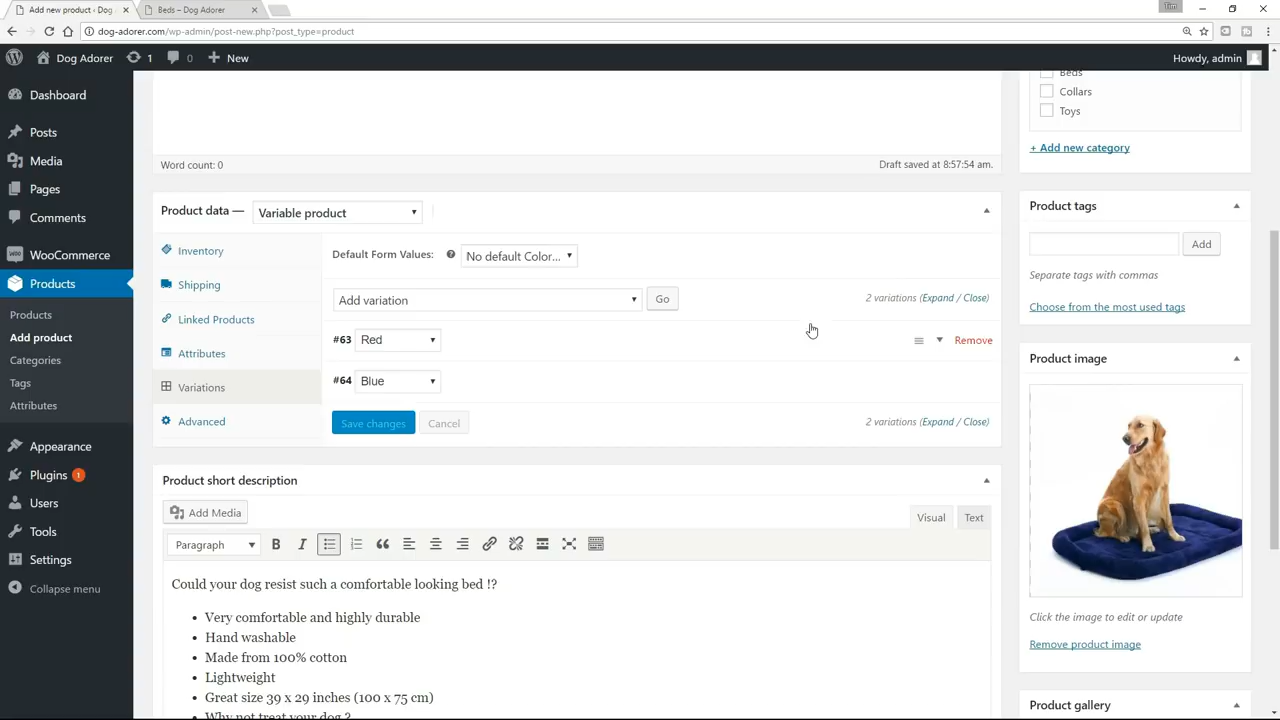 Add new product ‹ Dog
Beds – Dog Adorer
Tim
dog-adorer.com/wp-admin/post-new.php?post_type=product
Dog Adorer
1
0
New
Howdy, admin
Dashboard
Posts
Media
Pages
Comments
WooCommerce
Products
Products
Add product
Categories
Tags
Attributes
Appearance
Plugins 1
Users
Tools
Settings
Collapse menu
Word count: 0
Draft saved at 8:57:54 am.
Product data —
Variable product
Inventory
Shipping
Linked Products
Attributes
Variations
Advanced
Default Form Values:
No default Color...
Add variation
Go
2 variations (Expand / Close)
#63
Red
Remove
#64
Blue
Save changes
Cancel
2 variations (Expand / Close)
Product short description
Add Media
Visual
Text
Paragraph
Could your dog resist such a comfortable looking bed !?
• Very comfortable and highly durable
• Hand washable
• Made from 100% cotton
• Lightweight
• Great size 39 x 29 inches (100 x 75 cm)
• Why not treat your dog ?
Beds
Collars
Toys
+ Add new category
Product tags
Add
Separate tags with commas
Choose from the most used tags
Product image
Click the image to edit or update
Remove product image
Product gallery